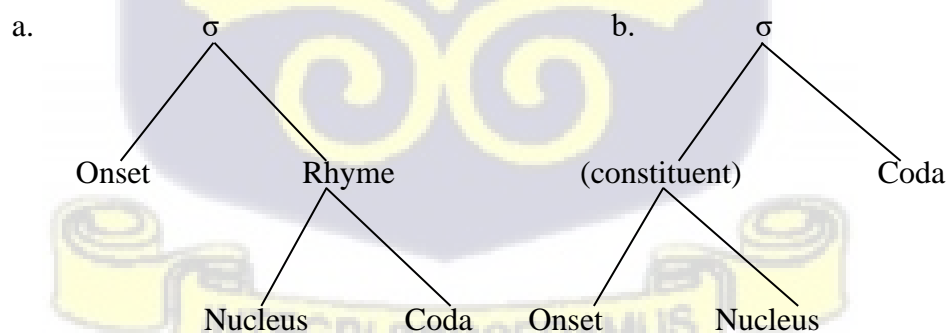 a. σ b. σ
Onset Rhyme (constituent) Coda
Nucleus Coda Onset Nucleus